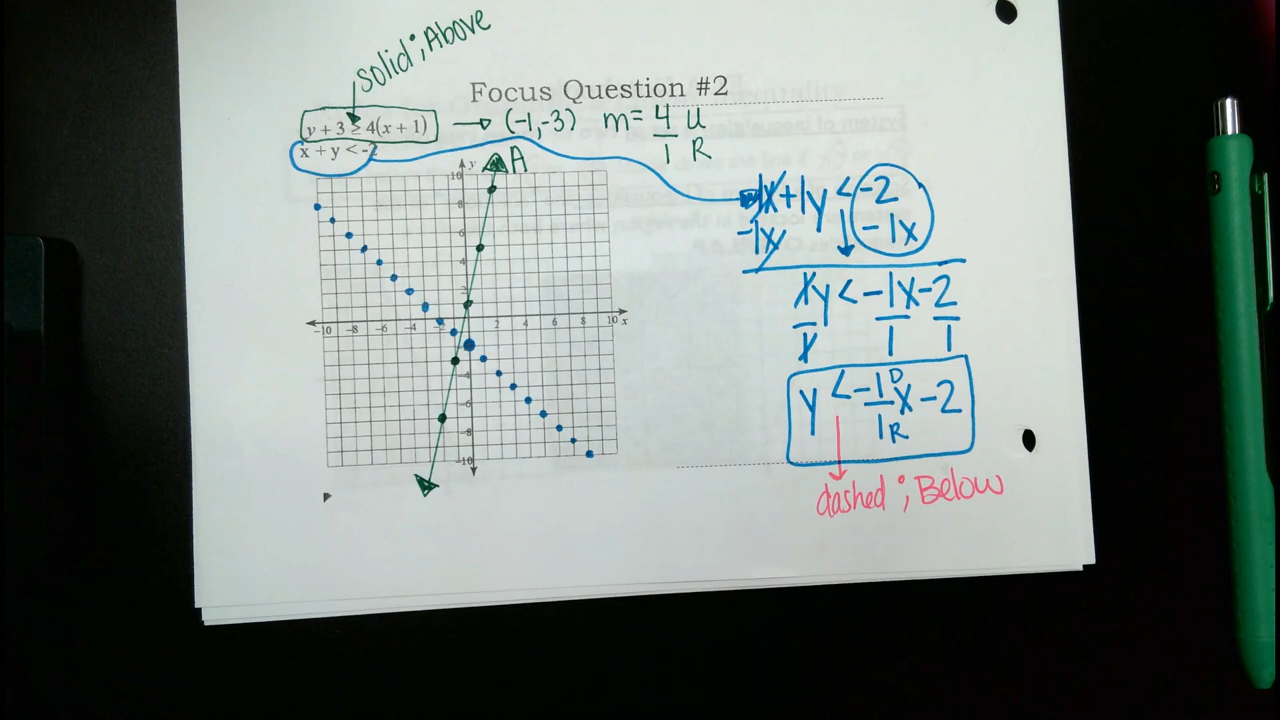 solid; Above
Focus Question #2
y + 3 ≥ 4(x + 1) → (-1,-3) m = 4/1 U/R
x + y < -2
A
1x + 1y < -2
-1x -1x
1y/1 < -1x/1 - 2/1
y < -1/1 D/R x - 2
dashed; Below
y
10
8
6
4
2
-10 -8 -6 -4 -2 2 4 6 8 10 x
-4
-6
-8
-10